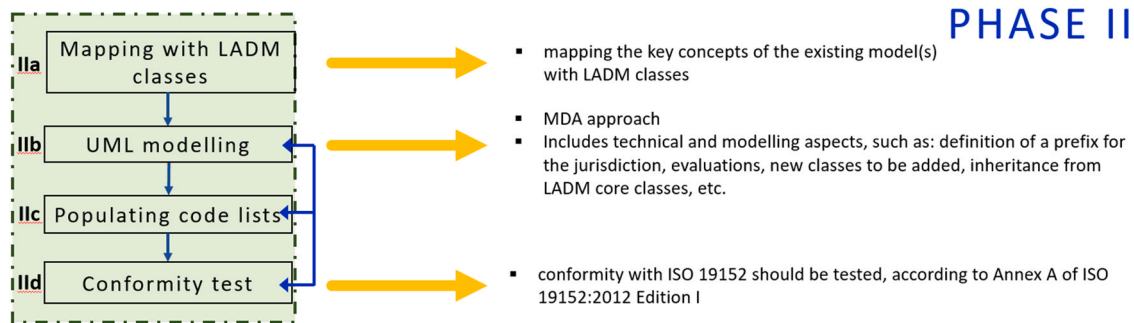 PHASE II
IIa
Mapping with LADM
classes
▪ mapping the key concepts of the existing model(s)
with LADM classes
IIb
UML modelling
▪ MDA approach
▪ Includes technical and modelling aspects, such as: definition of a prefix for
the jurisdiction, evaluations, new classes to be added, inheritance from
LADM core classes, etc.
IIc
Populating code lists
IId
Conformity test
▪ conformity with ISO 19152 should be tested, according to Annex A of ISO
19152:2012 Edition I